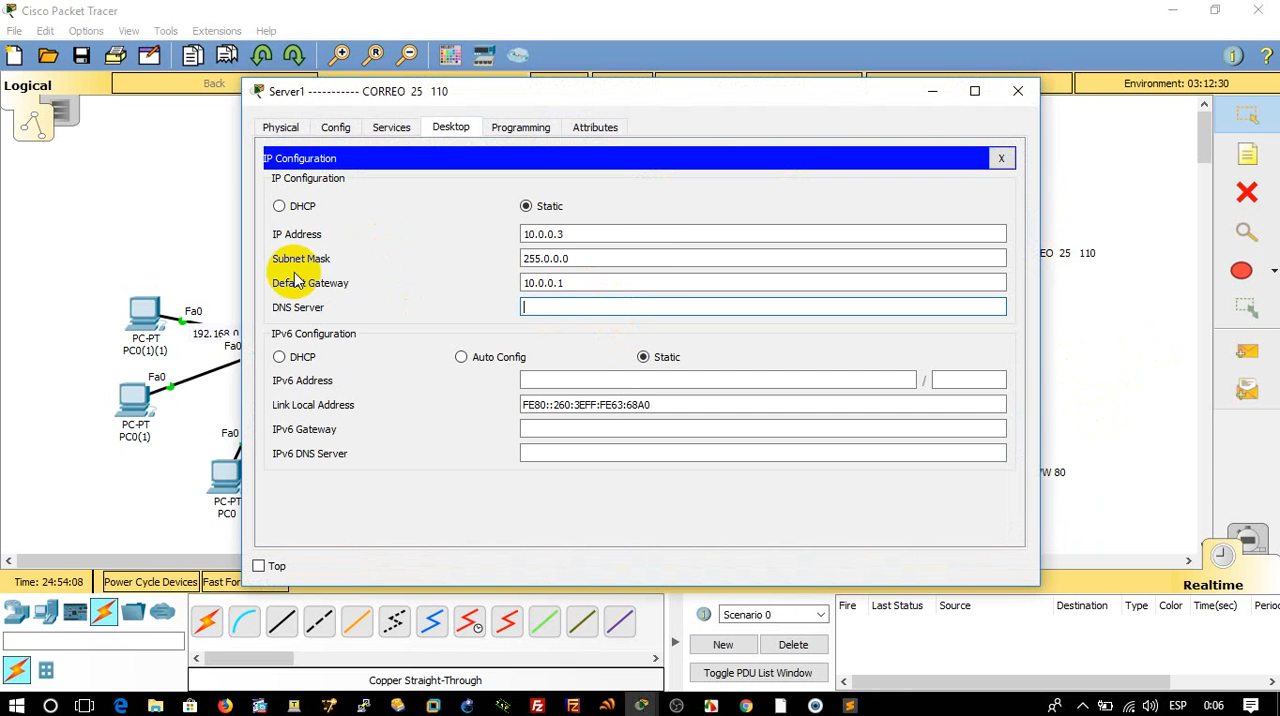 Cisco Packet Tracer
File Edit Options View Tools Extensions Help
Logical
Back
Environment: 03:12:30
Server1 ----------- CORREO 25 110
Physical Config Services Desktop Programming Attributes
IP Configuration
X
IP Configuration
DHCP
Static
IP Address
10.0.0.3
Subnet Mask
255.0.0.0
Default Gateway
10.0.0.1
DNS Server
IPv6 Configuration
DHCP
Auto Config
Static
IPv6 Address
/
Link Local Address
FE80::260:3EFF:FE63:68A0
IPv6 Gateway
IPv6 DNS Server
Top
Fa0
PC-PT
PC0(1)(1)
192.168.0
Fa0
Fa0
PC-PT
PC0(1)
Fa0
PC-PT
PC0
EO 25 110
W 80
Time: 24:54:08
Power Cycle Devices
Fast For
Realtime
Scenario 0
New
Delete
Toggle PDU List Window
Fire Last Status Source Destination Type Color Time(sec) Periodic
Copper Straight-Through
ESP
0:06